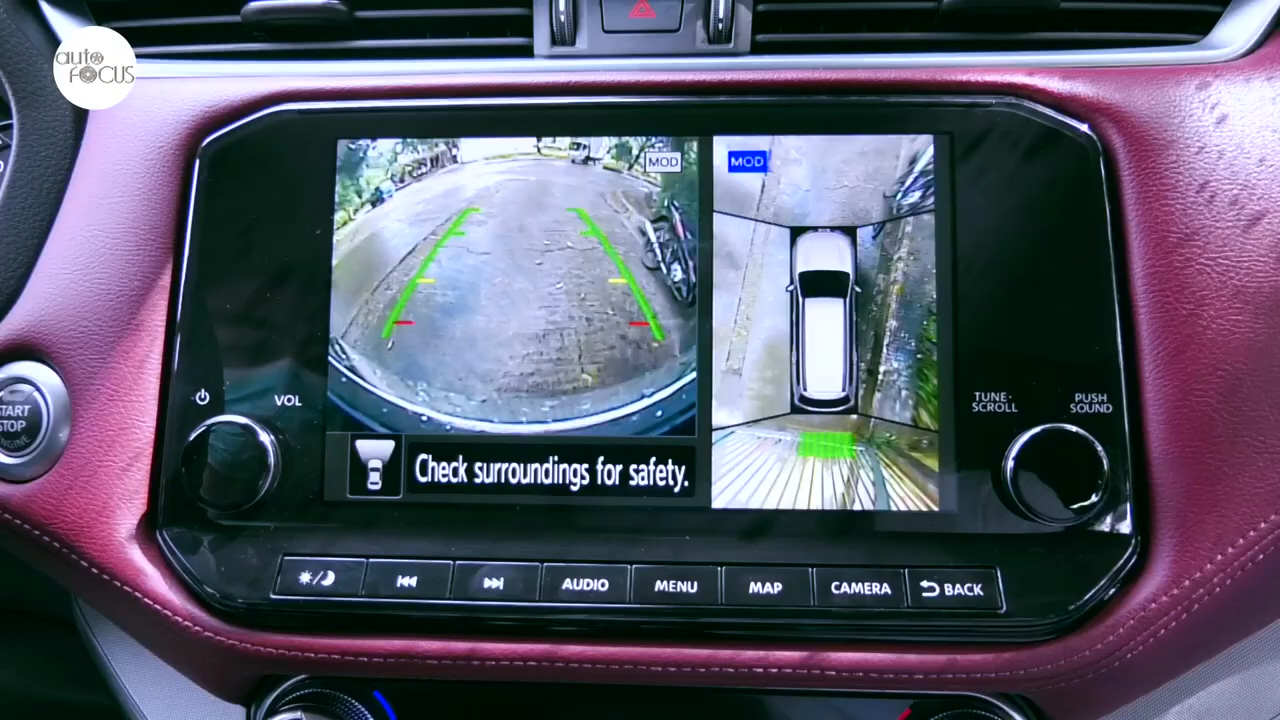 auto
FOCUS
MOD
MOD
START
STOP
ENGINE
VOL
TUNE·
SCROLL
PUSH
SOUND
Check surroundings for safety.
AUDIO
MENU
MAP
CAMERA
BACK